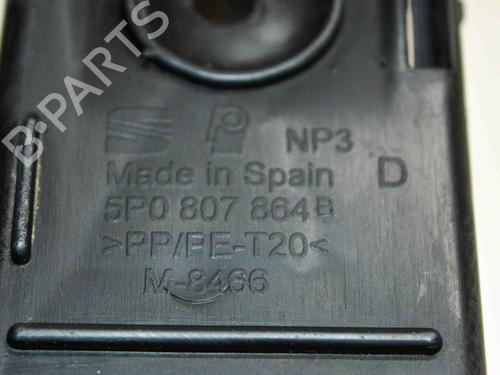 B-PARTS
NP3
Made in Spain
D
5P0 807 864 B
>PP/PE-T20<
M-8466